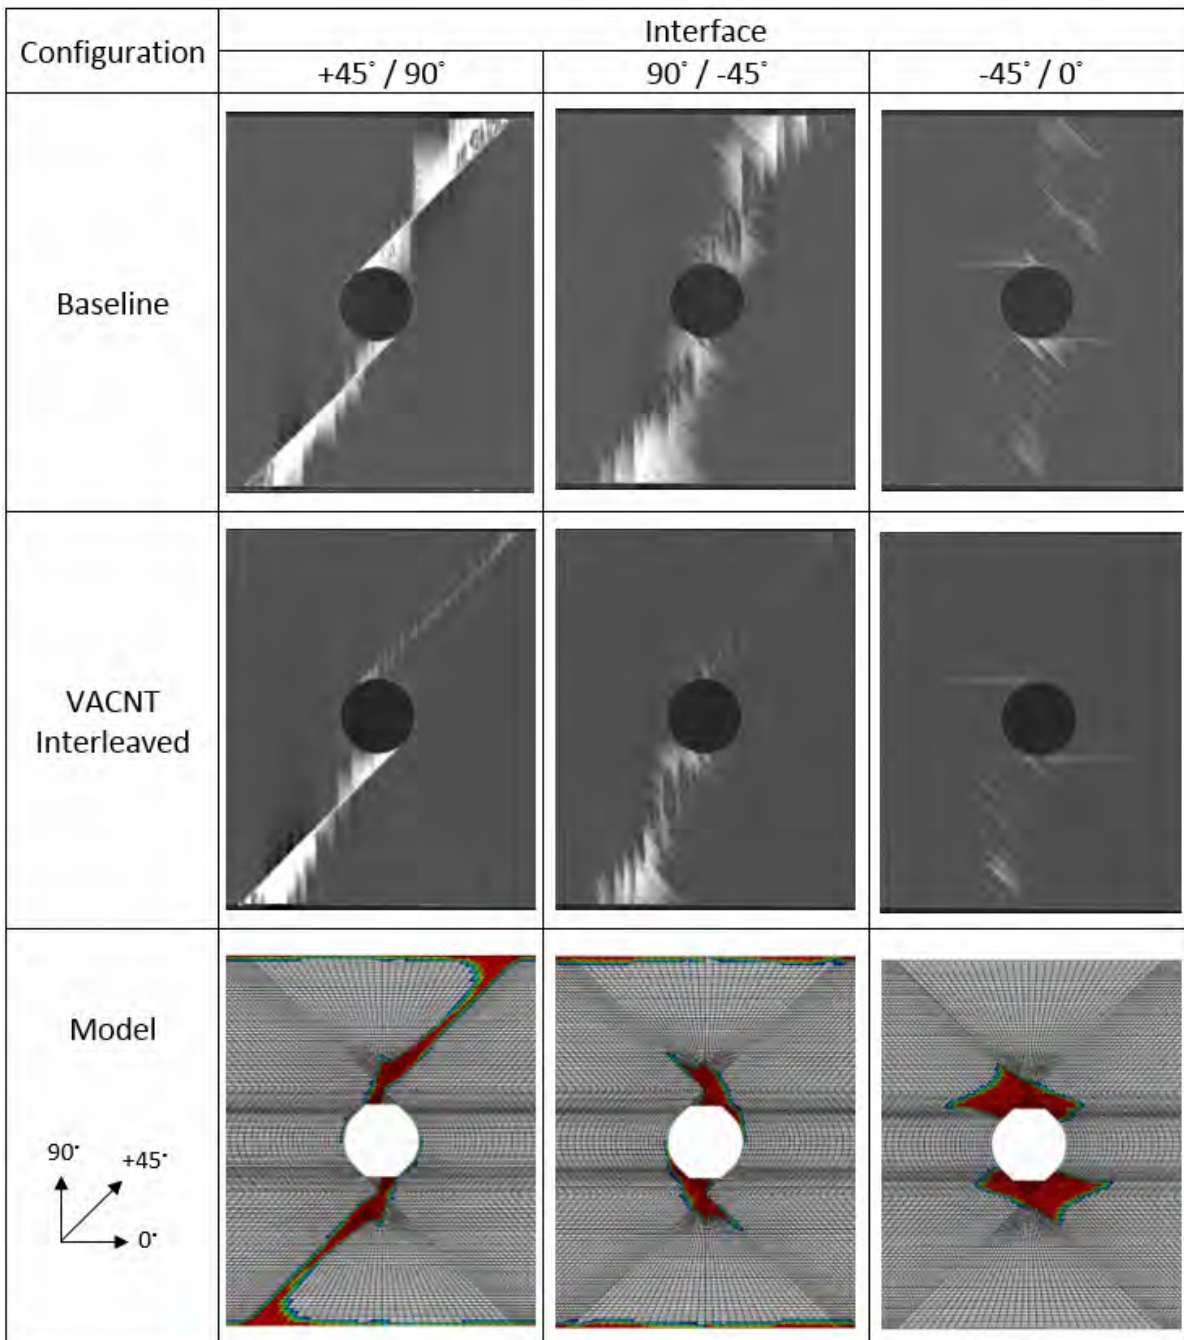 Configuration
Interface
+45° / 90°
90° / -45°
-45° / 0°
Baseline
VACNT
Interleaved
Model
90°
+45°
0°